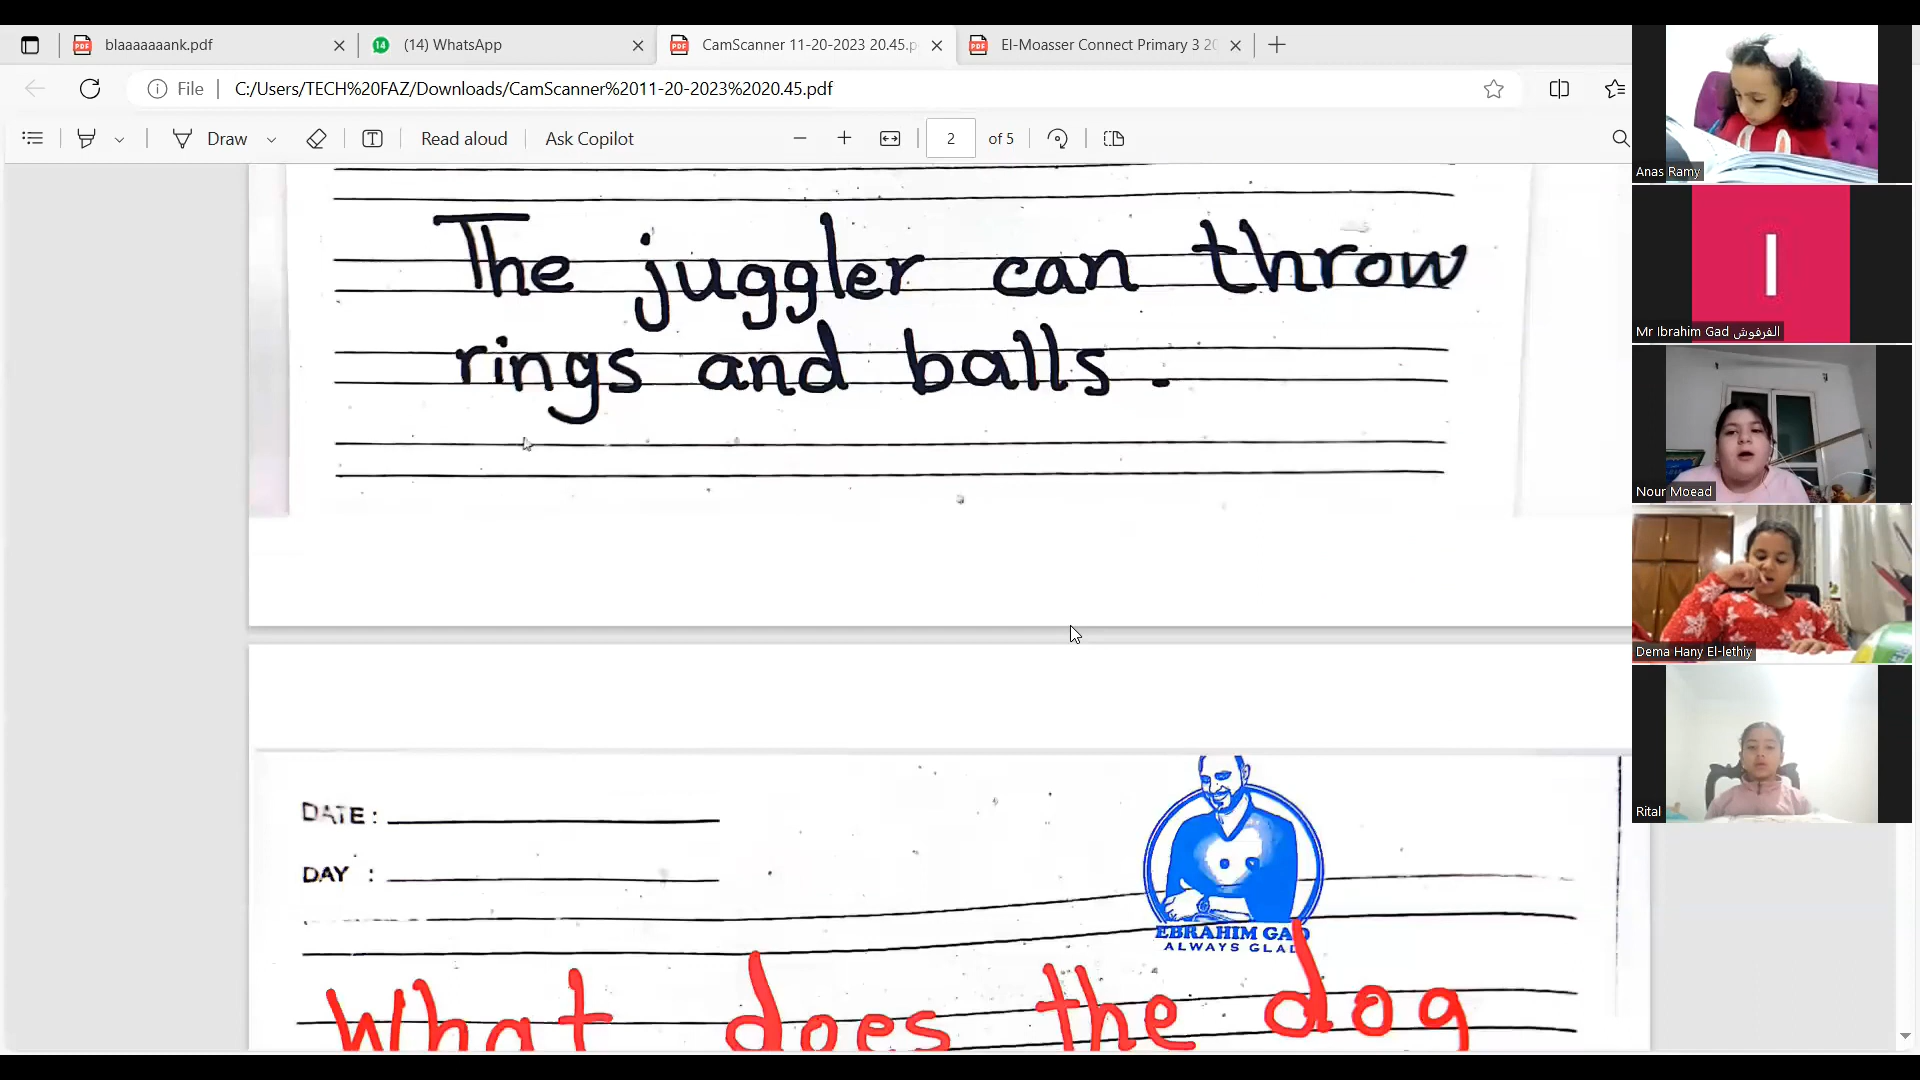 blaaaaaaank.pdf
14
(14) WhatsApp
CamScanner 11-20-2023 20.45.p
El-Moasser Connect Primary 3 20
File
C:/Users/TECH%20FAZ/Downloads/CamScanner%2011-20-2023%2020.45.pdf
Draw
Read aloud
Ask Copilot
2
of 5
The juggler can throw
rings and balls.
DATE:
DAY :
EBRAHIM GAD
ALWAYS GLAD
What does the dog
Anas Ramy
I
Mr Ibrahim Gad الفرفوش
Nour Moead
Dema Hany El-lethiy
Rital